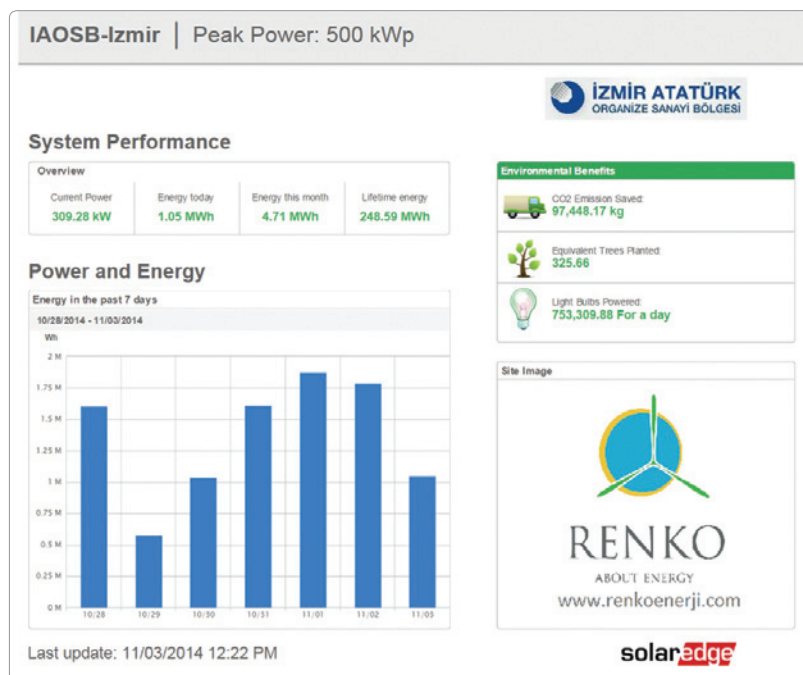 IAOSB-Izmir | Peak Power: 500 kWp
İZMİR ATATÜRK
ORGANİZE SANAYİ BÖLGESİ
System Performance
Overview
Current Power
309.28 kW
Energy today
1.05 MWh
Energy this month
4.71 MWh
Lifetime energy
248.59 MWh
Environmental Benefits
CO2 Emission Saved:
97,448.17 kg
Equivalent Trees Planted:
325.66
Light Bulbs Powered:
753,309.88 For a day
Power and Energy
Energy in the past 7 days
10/28/2014 - 11/03/2014
Wh
2 M
1.75 M
1.5 M
1.25 M
1 M
0.75 M
0.5 M
0.25 M
0 M
10/28 10/29 10/30 10/31 11/01 11/02 11/03
Site Image
RENKO
ABOUT ENERGY
www.renkoenerji.com
Last update: 11/03/2014 12:22 PM
solaredge